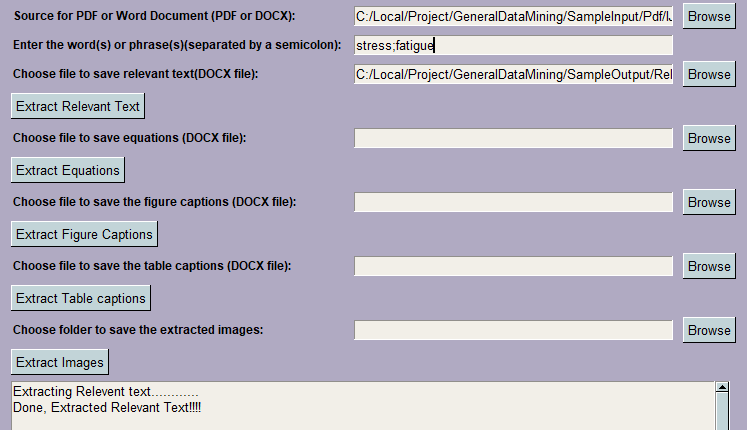 Source for PDF or Word Document (PDF or DOCX): C:/Local/Project/GeneralDataMining/SampleInput/Pdf/IJ Browse
Enter the word(s) or phrase(s)(separated by a semicolon): stress;fatigue
Choose file to save relevant text(DOCX file): C:/Local/Project/GeneralDataMining/SampleOutput/Rel Browse
Extract Relevant Text
Choose file to save equations (DOCX file): Browse
Extract Equations
Choose file to save the figure captions (DOCX file): Browse
Extract Figure Captions
Choose file to save the table captions (DOCX file): Browse
Extract Table captions
Choose folder to save the extracted images: Browse
Extract Images
Extracting Relevent text............
Done, Extracted Relevant Text!!!!